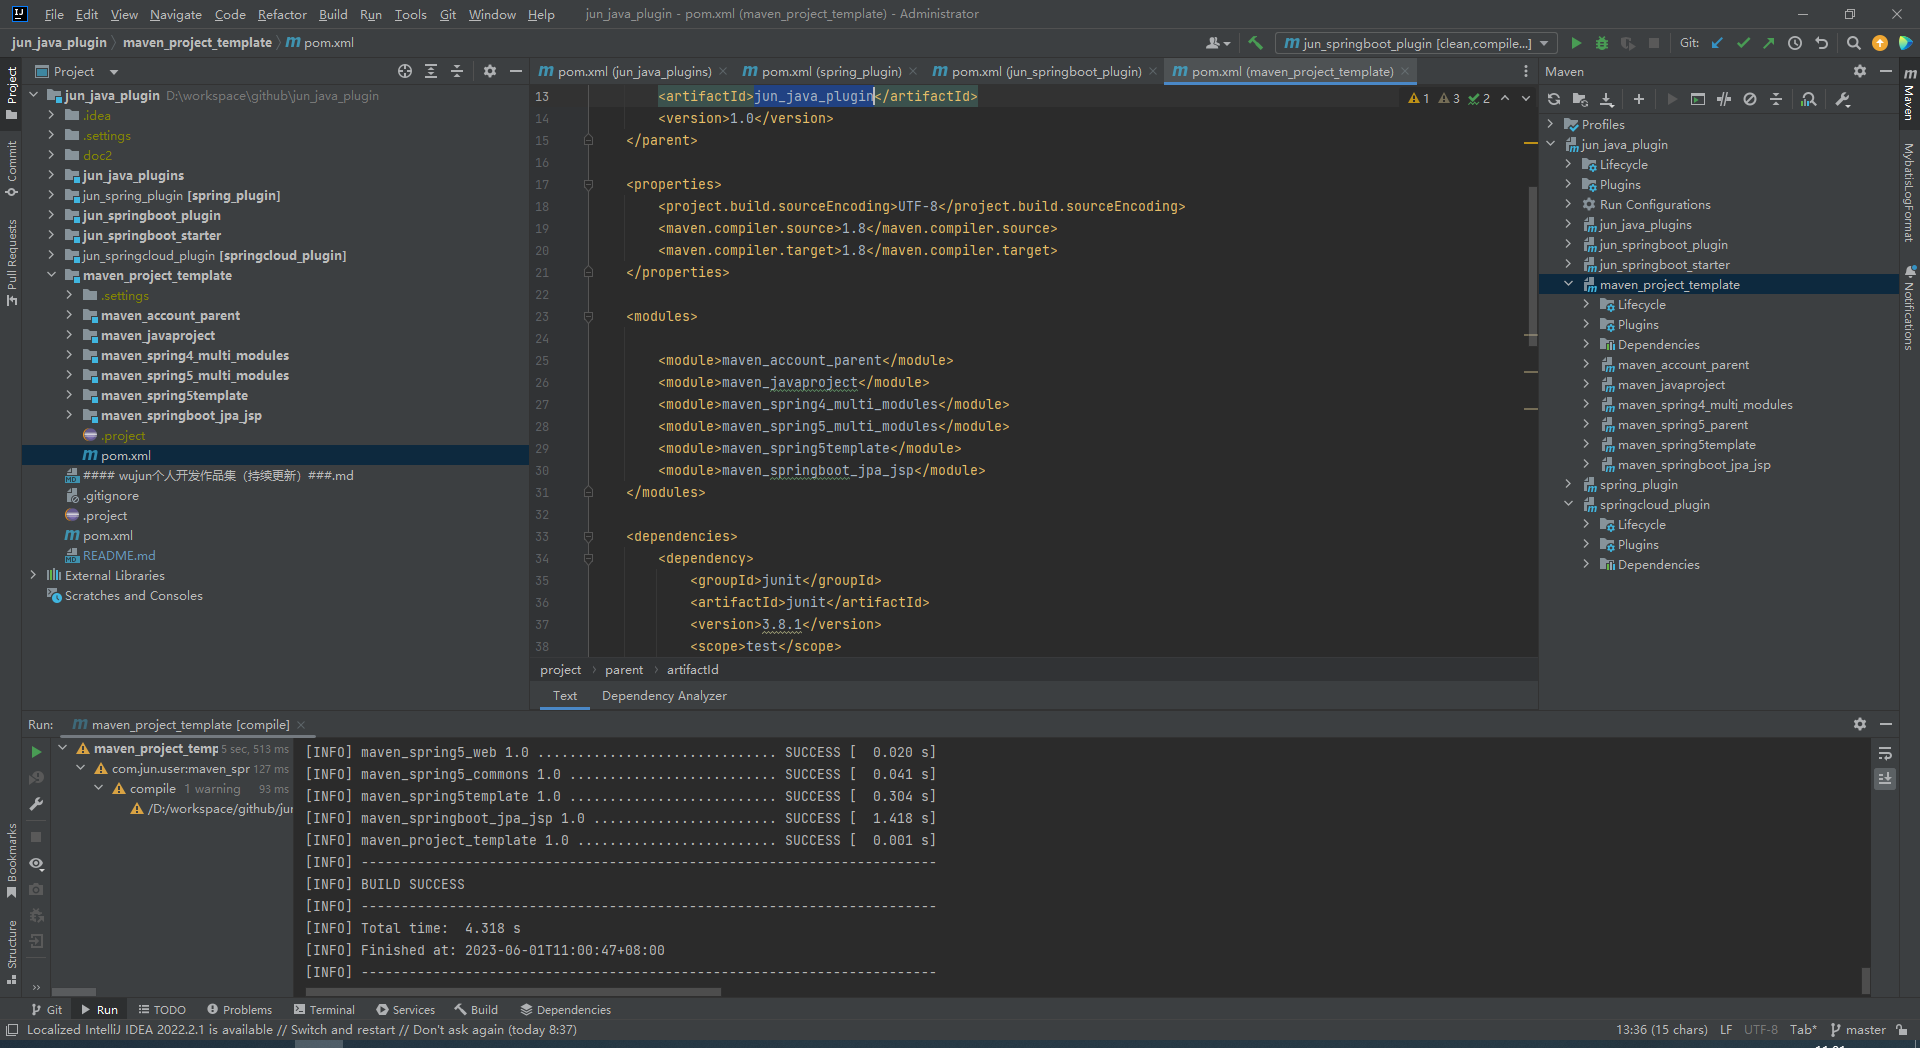 File Edit View Navigate Code Refactor Build Run Tools Git Window Help jun_java_plugin - pom.xml (maven_project_template) - Administrator
jun_java_plugin maven_project_template pom.xml
jun_springboot_plugin [clean,compile...]
Git:
Project
pom.xml (jun_java_plugins)
pom.xml (spring_plugin)
pom.xml (jun_springboot_plugin)
pom.xml (maven_project_template)
Maven
Project
Commit
Pull Requests
Bookmarks
Structure
jun_java_plugin D:\workspace\github\jun_java_plugin
.idea
.settings
doc2
jun_java_plugins
jun_spring_plugin [spring_plugin]
jun_springboot_plugin
jun_springboot_starter
jun_springcloud_plugin [springcloud_plugin]
maven_project_template
.settings
maven_account_parent
maven_javaproject
maven_spring4_multi_modules
maven_spring5_multi_modules
maven_spring5template
maven_springboot_jpa_jsp
.project
pom.xml
#### wujun个人开发作品集（持续更新）###.md
.gitignore
.project
pom.xml
README.md
External Libraries
Scratches and Consoles
13 <artifactId>jun_java_plugin</artifactId>
1 3 2
14 <version>1.0</version>
15 </parent>
16
17 <properties>
18 <project.build.sourceEncoding>UTF-8</project.build.sourceEncoding>
19 <maven.compiler.source>1.8</maven.compiler.source>
20 <maven.compiler.target>1.8</maven.compiler.target>
21 </properties>
22
23 <modules>
24
25 <module>maven_account_parent</module>
26 <module>maven_javaproject</module>
27 <module>maven_spring4_multi_modules</module>
28 <module>maven_spring5_multi_modules</module>
29 <module>maven_spring5template</module>
30 <module>maven_springboot_jpa_jsp</module>
31 </modules>
32
33 <dependencies>
34 <dependency>
35 <groupId>junit</groupId>
36 <artifactId>junit</artifactId>
37 <version>3.8.1</version>
38 <scope>test</scope>
project parent artifactId
Text Dependency Analyzer
Profiles
jun_java_plugin
Lifecycle
Plugins
Run Configurations
jun_java_plugins
jun_springboot_plugin
jun_springboot_starter
maven_project_template
Lifecycle
Plugins
Dependencies
maven_account_parent
maven_javaproject
maven_spring4_multi_modules
maven_spring5_parent
maven_spring5template
maven_springboot_jpa_jsp
spring_plugin
springcloud_plugin
Lifecycle
Plugins
Dependencies
Maven
MybatisLogFormat
Notifications
Run: maven_project_template [compile]
maven_project_temp 5 sec, 513 ms
com.jun.user:maven_spr 127 ms
compile 1 warning 93 ms
/D:/workspace/github/jun
[INFO] maven_spring5_web 1.0 .............................. SUCCESS [  0.020 s]
[INFO] maven_spring5_commons 1.0 .......................... SUCCESS [  0.041 s]
[INFO] maven_spring5template 1.0 .......................... SUCCESS [  0.304 s]
[INFO] maven_springboot_jpa_jsp 1.0 ....................... SUCCESS [  1.418 s]
[INFO] maven_project_template 1.0 ......................... SUCCESS [  0.001 s]
[INFO] ------------------------------------------------------------------------
[INFO] BUILD SUCCESS
[INFO] ------------------------------------------------------------------------
[INFO] Total time:  4.318 s
[INFO] Finished at: 2023-06-01T11:00:47+08:00
[INFO] ------------------------------------------------------------------------
Git Run TODO Problems Terminal Services Build Dependencies
Localized IntelliJ IDEA 2022.2.1 is available // Switch and restart // Don't ask again (today 8:37)
13:36 (15 chars) LF UTF-8 Tab* master